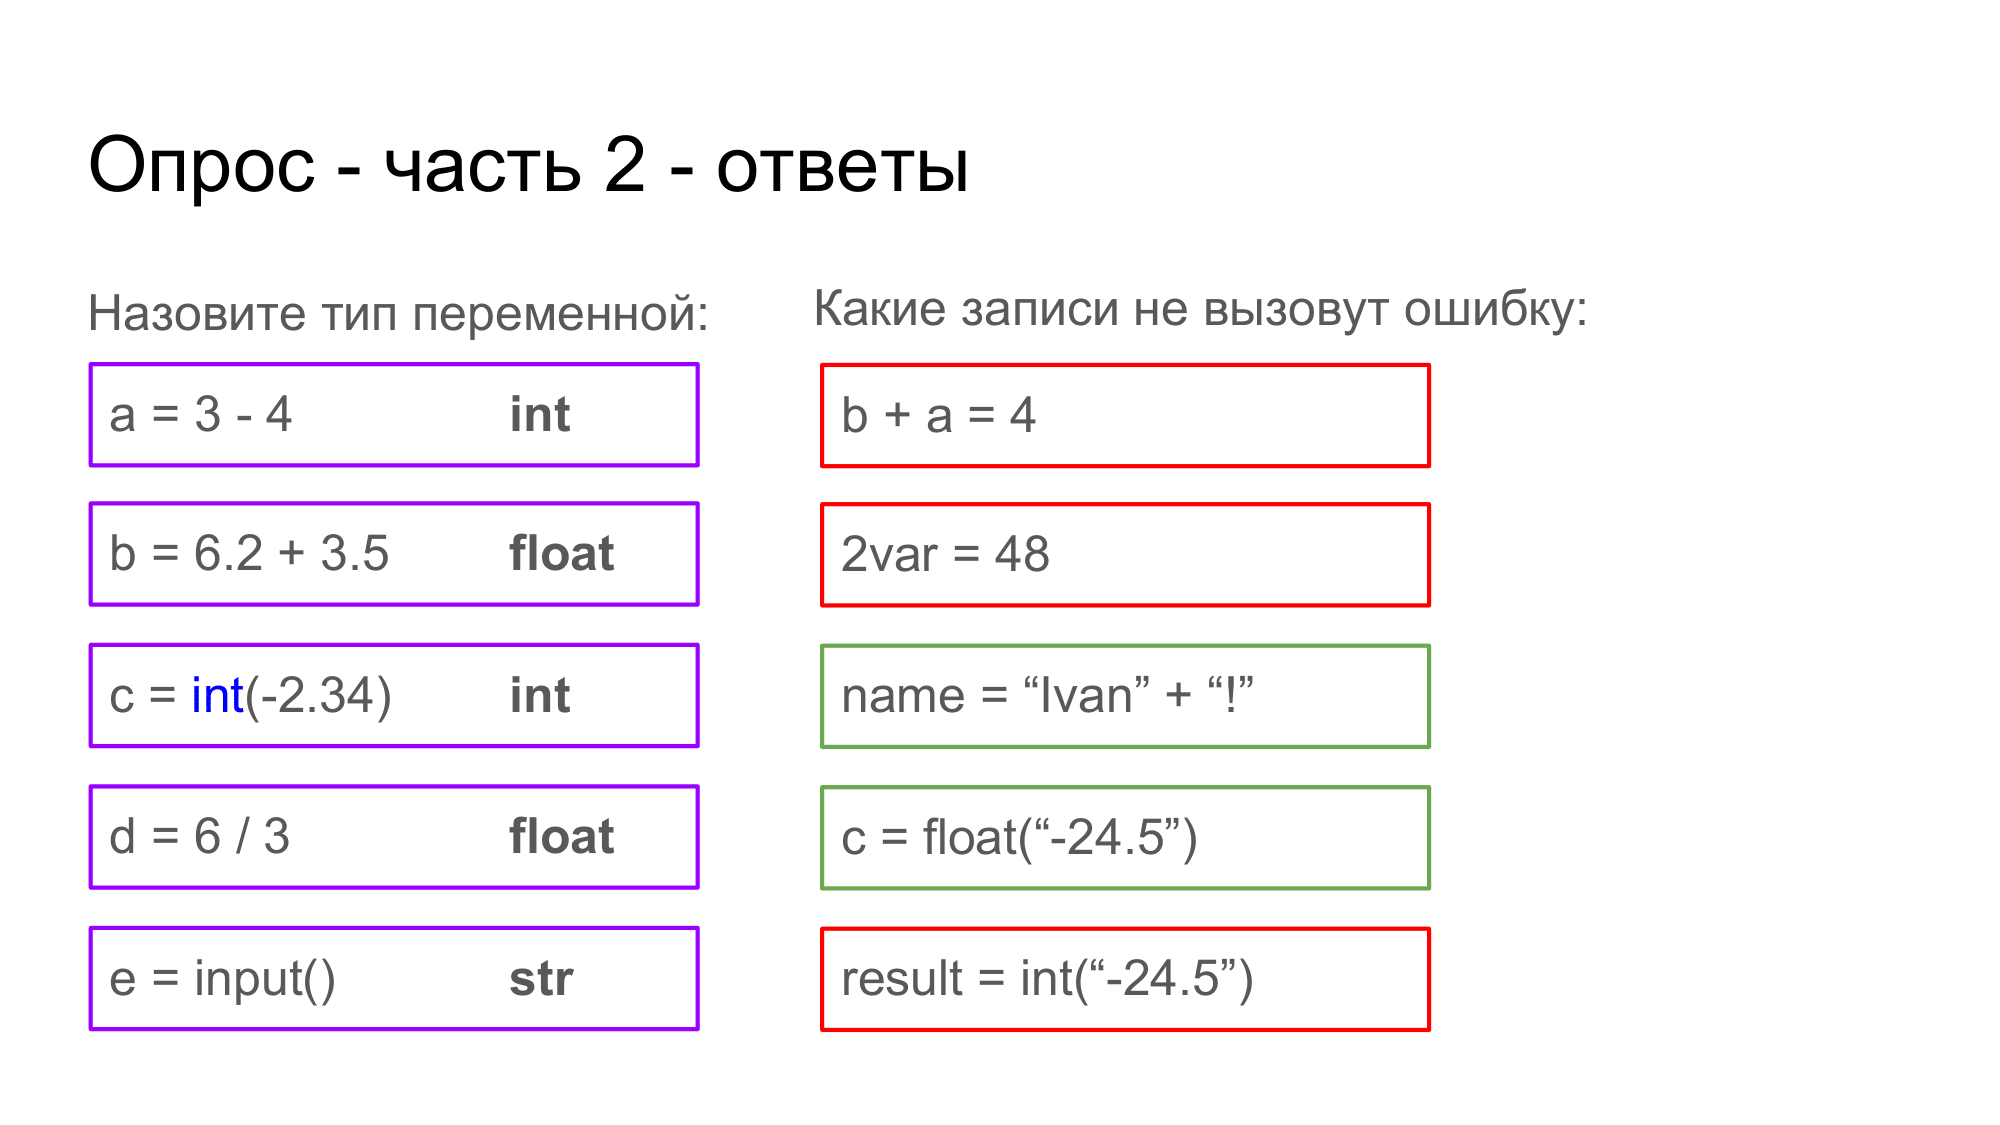 Опрос - часть 2 - ответы
Назовите тип переменной:
a = 3 - 4 int
b = 6.2 + 3.5 float
c = int(-2.34) int
d = 6 / 3 float
e = input() str
Какие записи не вызовут ошибку:
b + a = 4
2var = 48
name = “Ivan” + “!”
c = float(“-24.5”)
result = int(“-24.5”)